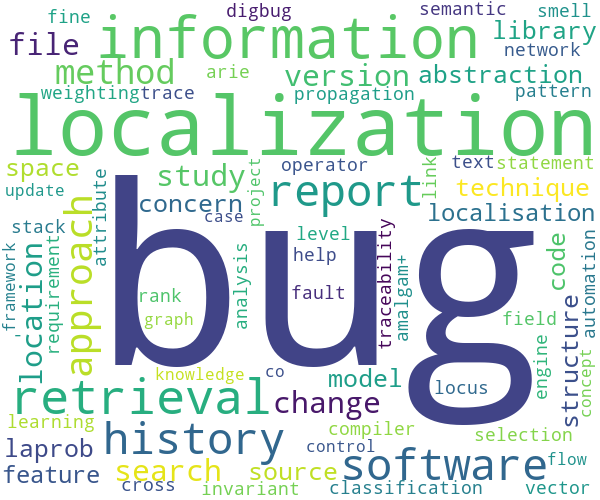 fine
digbug
semantic
smell
file
information
library
method
arie
version
abstraction
network
weighting
trace
propagation
pattern
localization
space
study
operator
text
statement
update
attribute
concern
case
project
report
link
technique
stack
localisation
'framework
location
requirement
approach
bug
analysis
level
help
traceability
amalgam+
code
automation
rank
fault
graph
field
structure
engine
concept
knowledge
co
model
locus
retrieval
change
learning
history
compiler
selection
laprob
control
software
flow
feature
search
source
cross
invariant
classification
vector